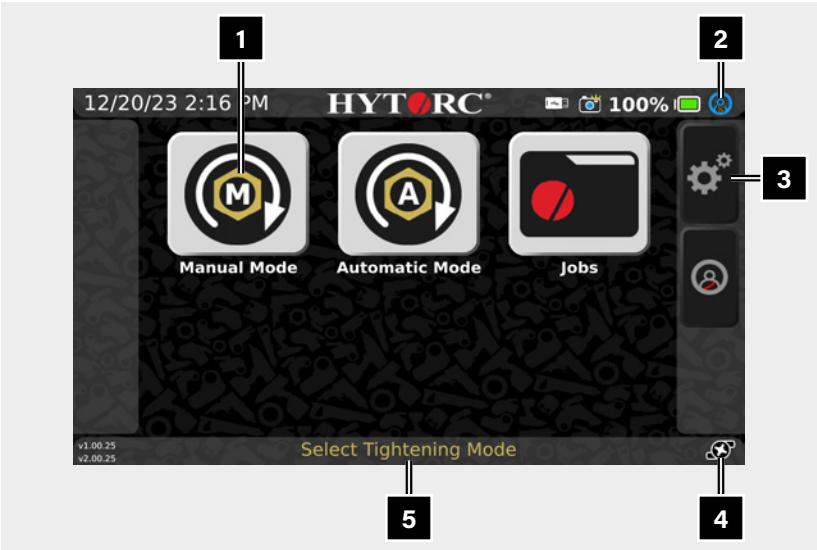 1
2
12/20/23 2:16 PM HYTORC® 100%
3
M A
Manual Mode Automatic Mode Jobs
v1.00.25
v2.00.25
Select Tightening Mode
5
4